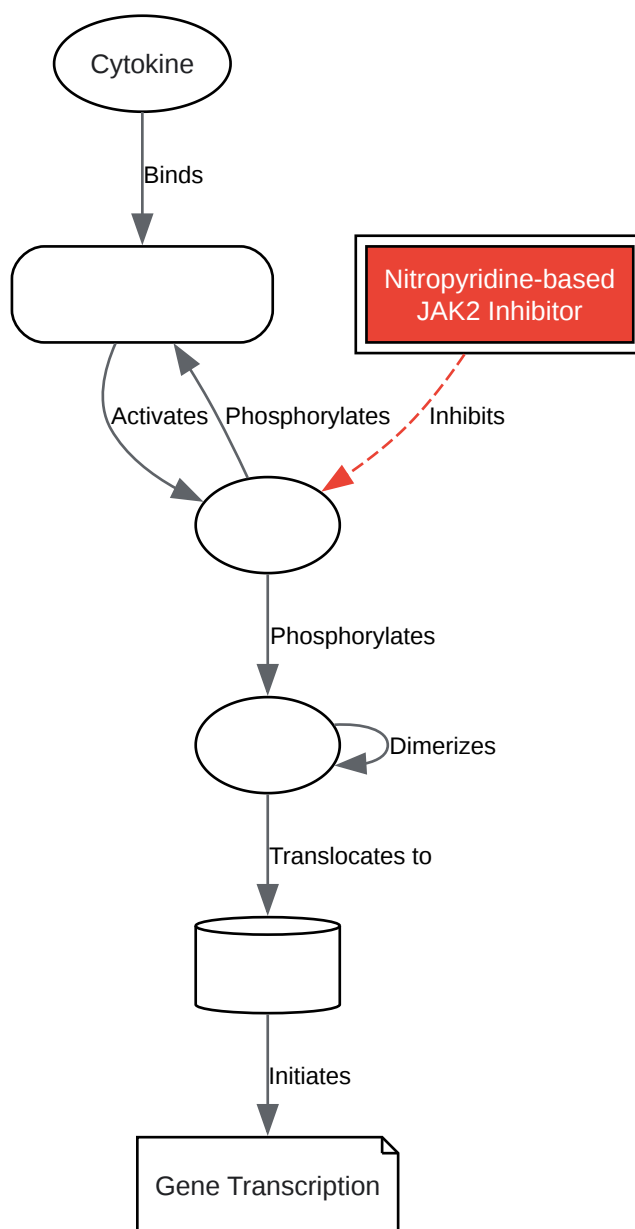 Cytokine
Binds
Nitropyridine-based
JAK2 Inhibitor
Activates
Phosphorylates
Inhibits
Phosphorylates
Dimerizes
Translocates to
Initiates
Gene Transcription